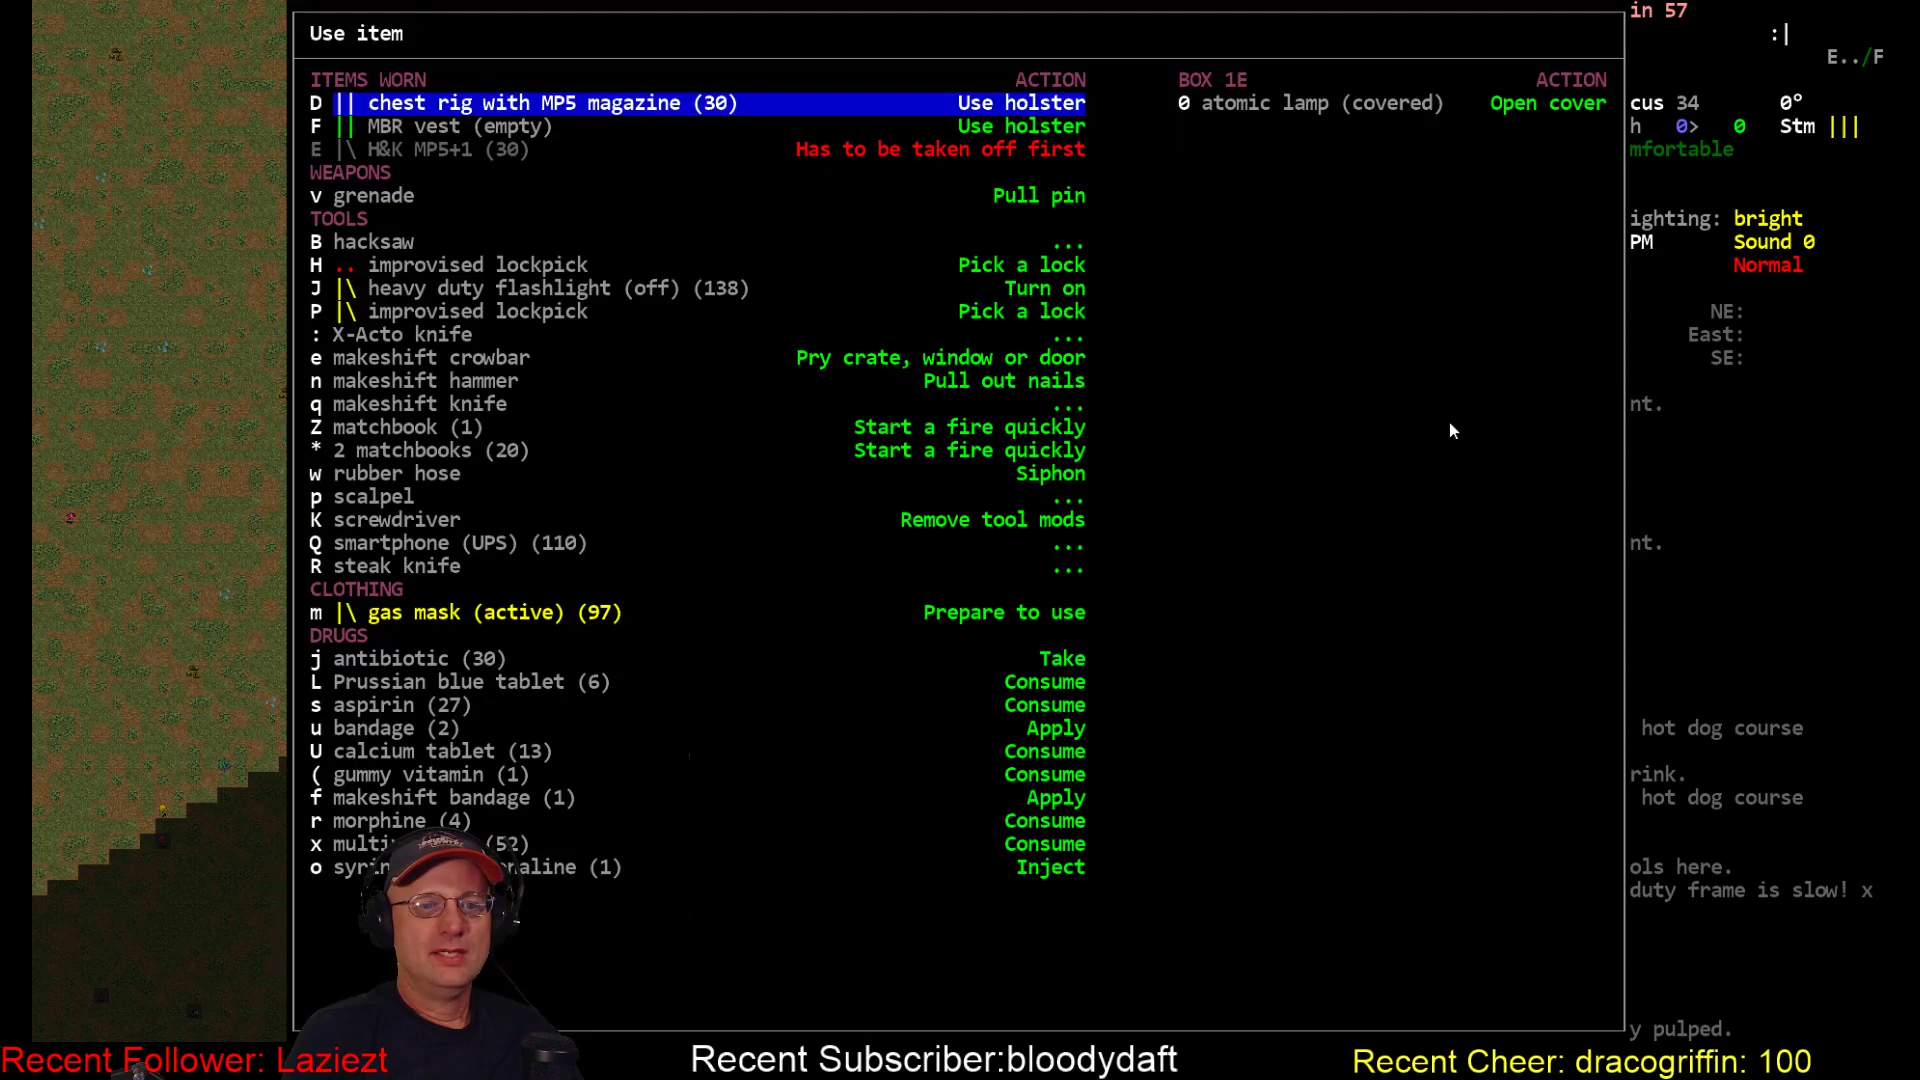 Use item
ITEMS WORN ACTION
D || chest rig with MP5 magazine (30) Use holster
F || MBR vest (empty) Use holster
E |\ H&K MP5+1 (30) Has to be taken off first
WEAPONS
v grenade Pull pin
TOOLS
B hacksaw ...
H .. improvised lockpick Pick a lock
J |\ heavy duty flashlight (off) (138) Turn on
P |\ improvised lockpick Pick a lock
: X-Acto knife ...
e makeshift crowbar Pry crate, window or door
n makeshift hammer Pull out nails
q makeshift knife ...
Z matchbook (1) Start a fire quickly
* 2 matchbooks (20) Start a fire quickly
w rubber hose Siphon
p scalpel ...
K screwdriver Remove tool mods
Q smartphone (UPS) (110) ...
R steak knife ...
CLOTHING
m |\ gas mask (active) (97) Prepare to use
DRUGS
j antibiotic (30) Take
L Prussian blue tablet (6) Consume
s aspirin (27) Consume
u bandage (2) Apply
U calcium tablet (13) Consume
( gummy vitamin (1) Consume
f makeshift bandage (1) Apply
r morphine (4) Consume
x (52) Consume
o (1) Inject
BOX 1E ACTION
0 atomic lamp (covered) Open cover
in 57
:|
E../F
cus 34 0°
h 0> 0 Stm |||
mfortable
ighting: bright
PM Sound 0
Normal
NE:
East:
SE:
nt.
nt.
hot dog course
rink.
hot dog course
ols here.
duty frame is slow! x
y pulped.
Recent Follower: Laziezt
Recent Subscriber:bloodydaft
Recent Cheer: dracogriffin: 100